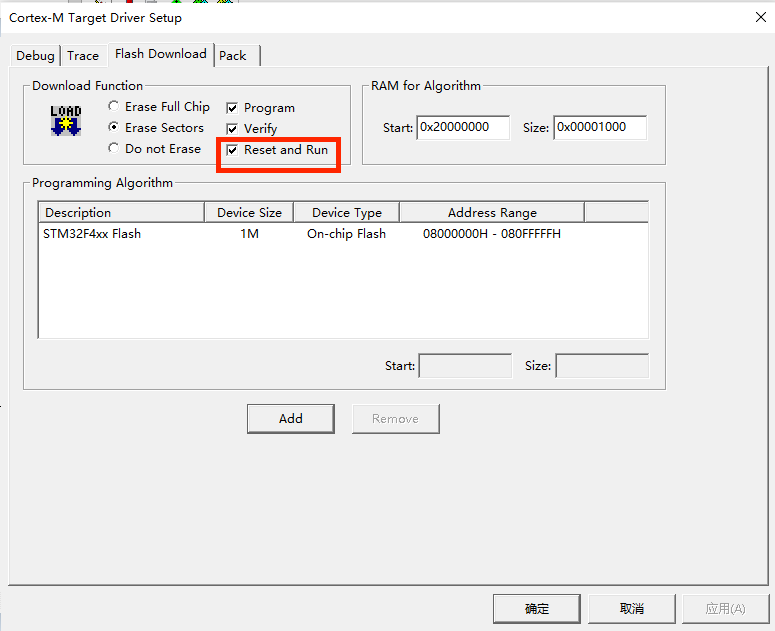 Cortex-M Target Driver Setup
Debug Trace Flash Download Pack
Download Function
LOAD
Erase Full Chip
Erase Sectors
Do not Erase
Program
Verify
Reset and Run
RAM for Algorithm
Start: 0x20000000 Size: 0x00001000
Programming Algorithm
Description Device Size Device Type Address Range
STM32F4xx Flash 1M On-chip Flash 08000000H - 080FFFFFH
Start: Size:
Add Remove
确定 取消 应用(A)